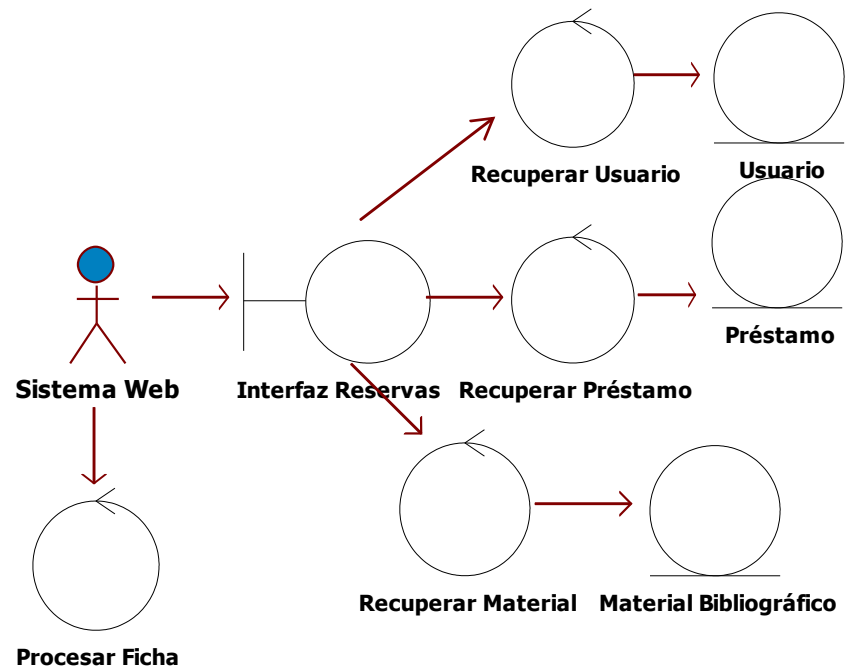 Recuperar Usuario
Usuario
Préstamo
Sistema Web
Interfaz Reservas
Recuperar Préstamo
Recuperar Material
Material Bibliográfico
Procesar Ficha